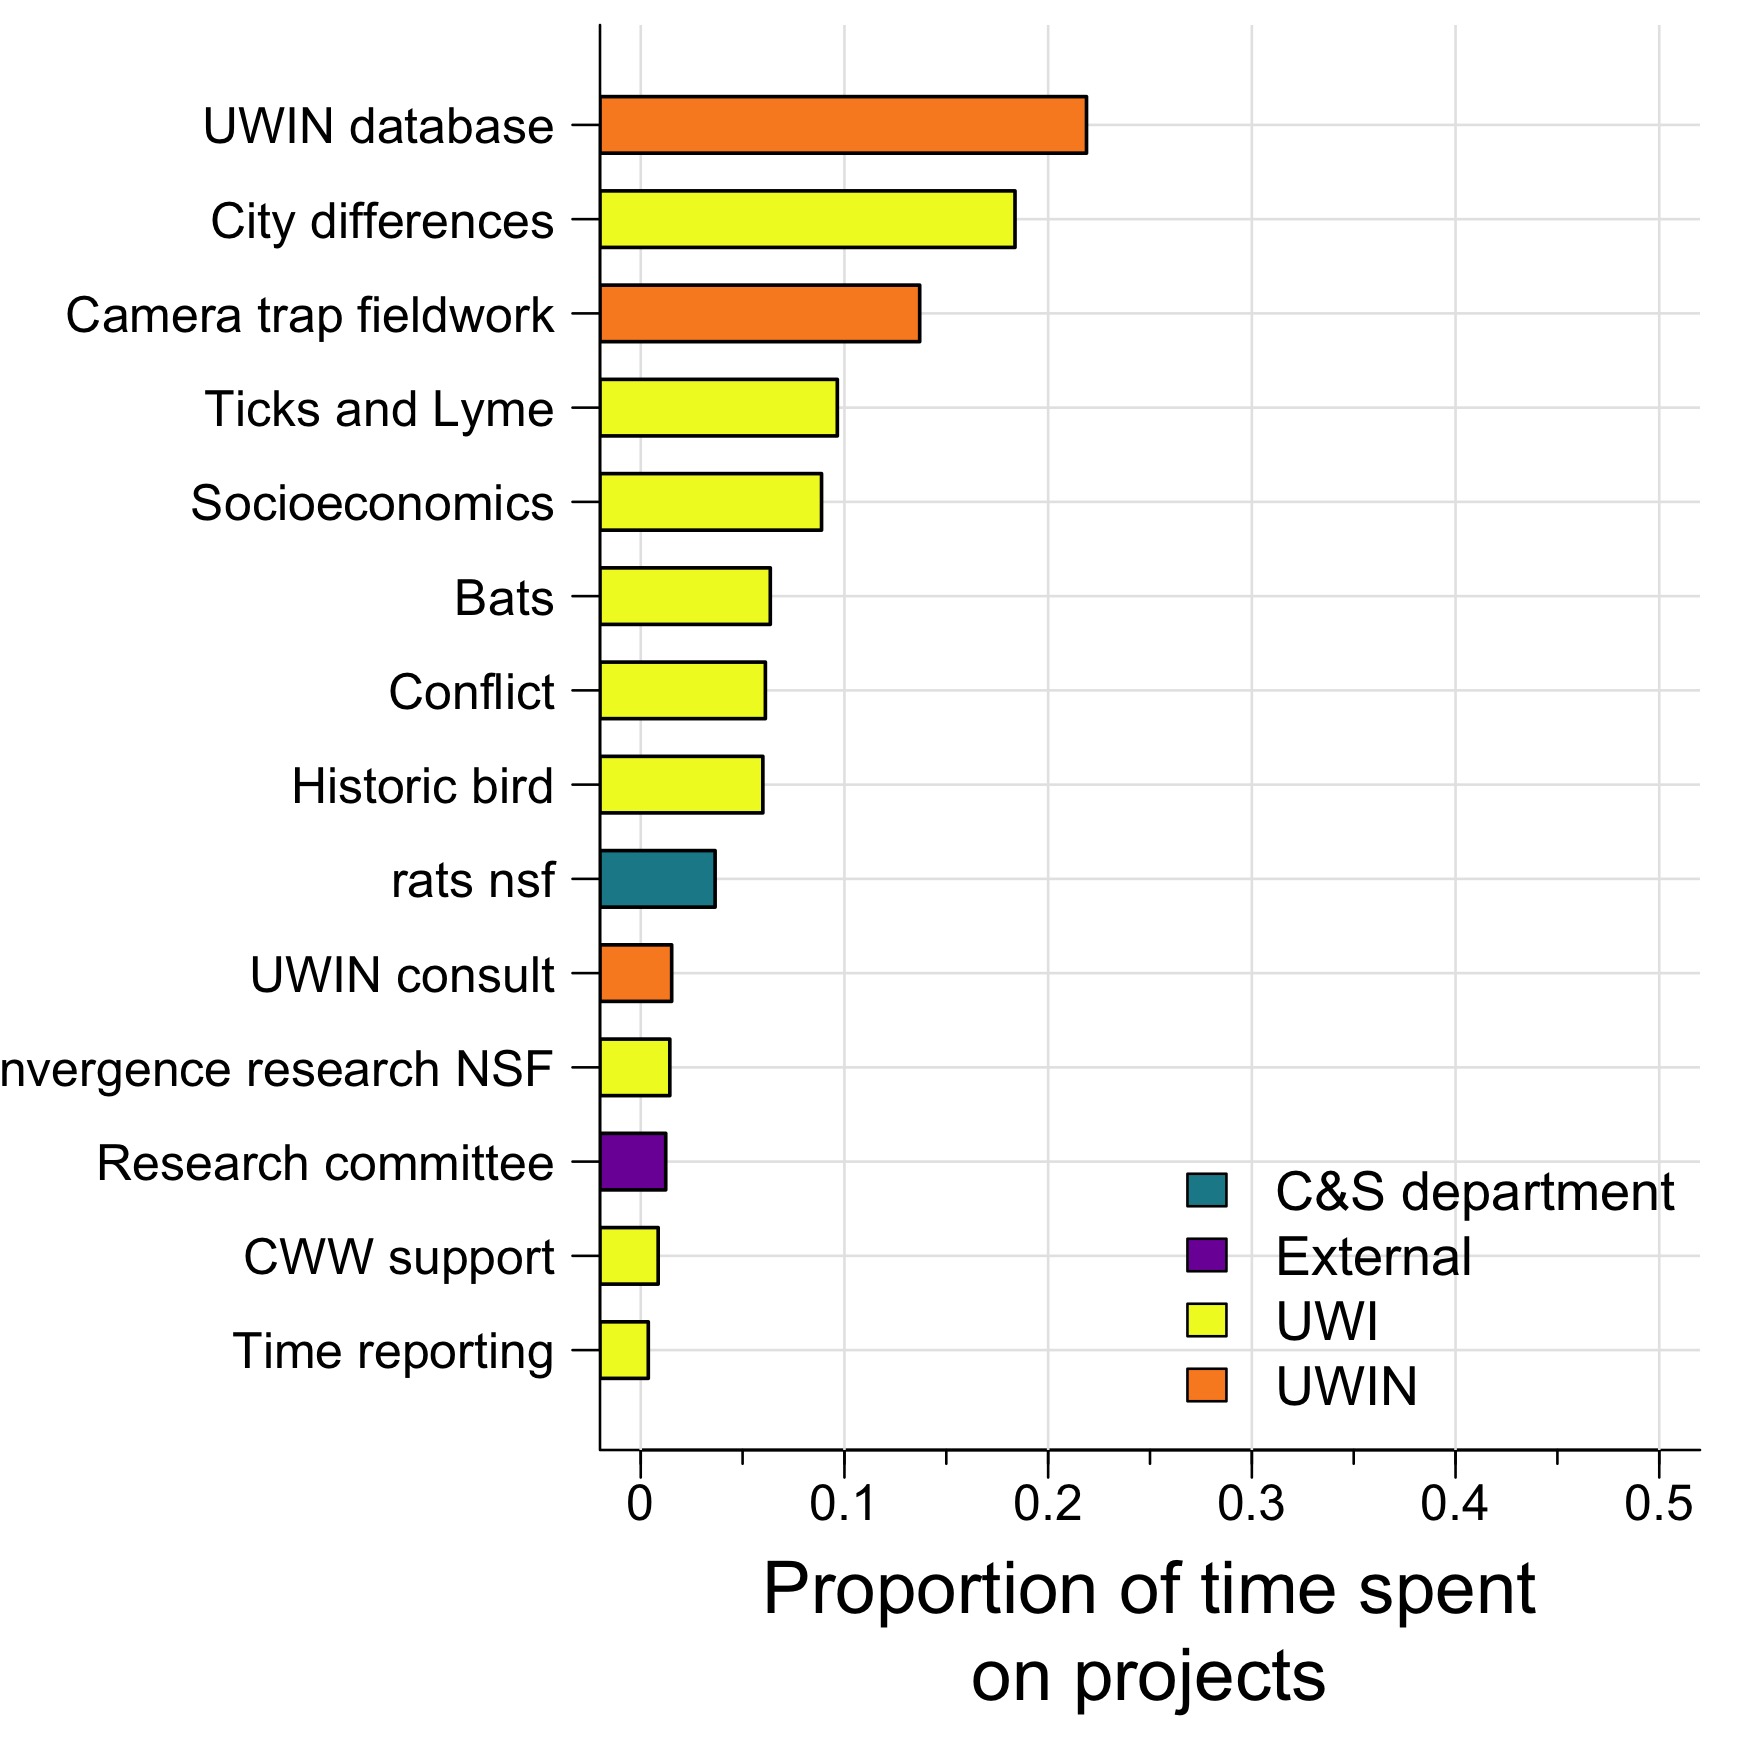 UWIN database
City differences
Camera trap fieldwork
Ticks and Lyme
Socioeconomics
Bats
Conflict
Historic bird
rats nsf
UWIN consult
nvergence research NSF
Research committee
CWW support
Time reporting
C&S department
External
UWI
UWIN
0 0.1 0.2 0.3 0.4 0.5
Proportion of time spent
on projects